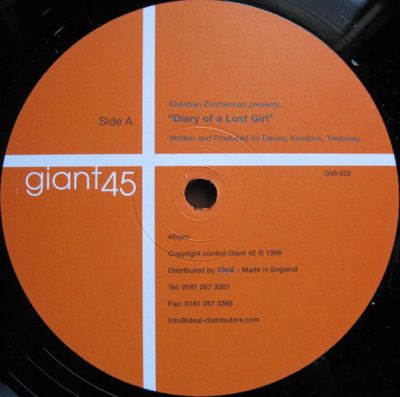 Christian Zimmerman presents...
Side A
"Diary of a Lost Girl"
Written and Produced by Davies, Kendrick, Tredaway.
giant45
G45-002
45rpm
Copyright control Giant 45 © 1999
Distributed by Ideal - Made in England
Tel: 0181 257 3367
Fax: 0181 257 3368
info@ideal-distributors.com